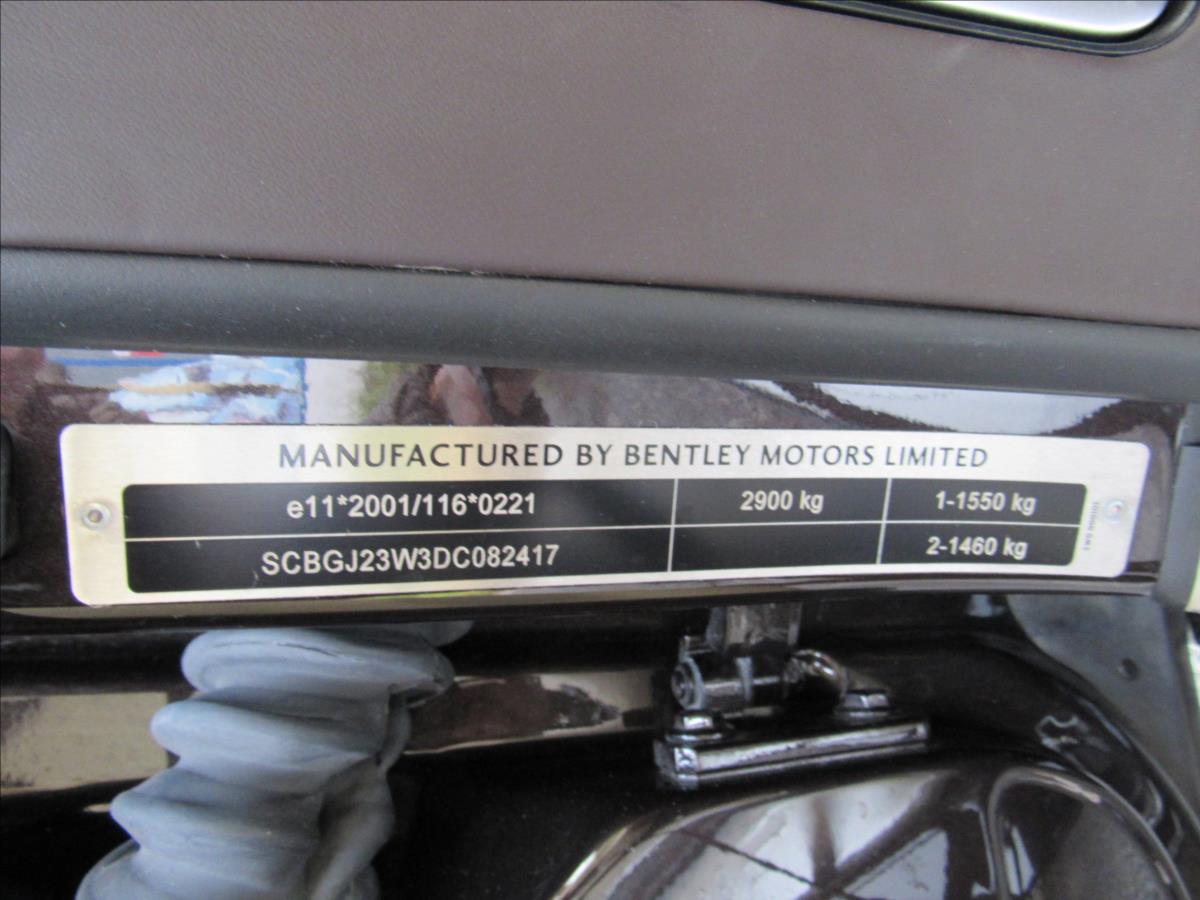 MANUFACTURED BY BENTLEY MOTORS LIMITED
e11*2001/116*0221 2900 kg 1-1550 kg
SCBGJ23W3DC082417 2-1460 kg